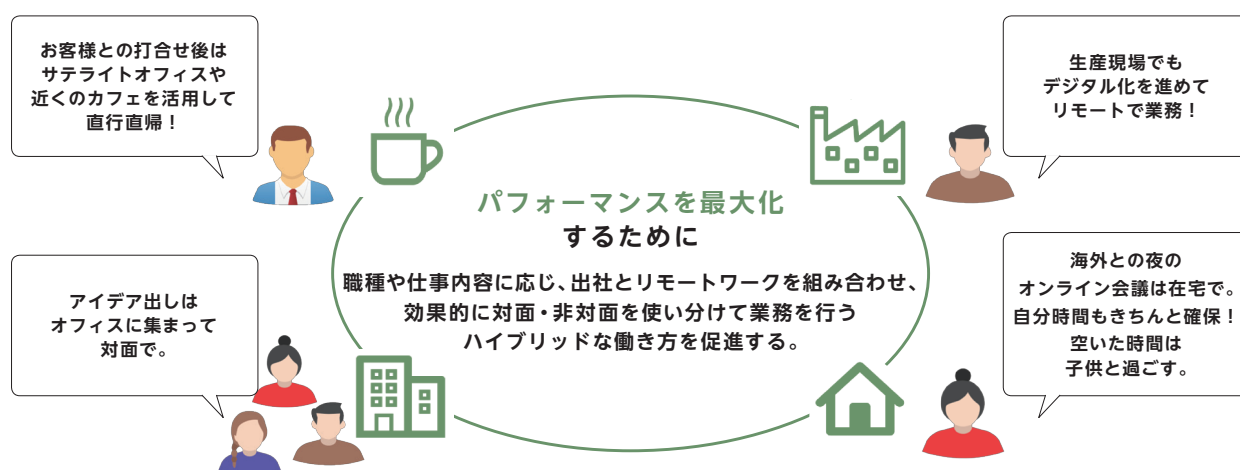 お客様との打合せ後は
サテライトオフィスや
近くのカフェを活用して
直行直帰！
生産現場でも
デジタル化を進めて
リモートで業務！
パフォーマンスを最大化
するために
職種や仕事内容に応じ、出社とリモートワークを組み合わせ、
効果的に対面・非対面を使い分けて業務を行う
ハイブリッドな働き方を促進する。
アイデア出しは
オフィスに集まって
対面で。
海外との夜の
オンライン会議は在宅で。
自分時間もきちんと確保！
空いた時間は
子供と過ごす。